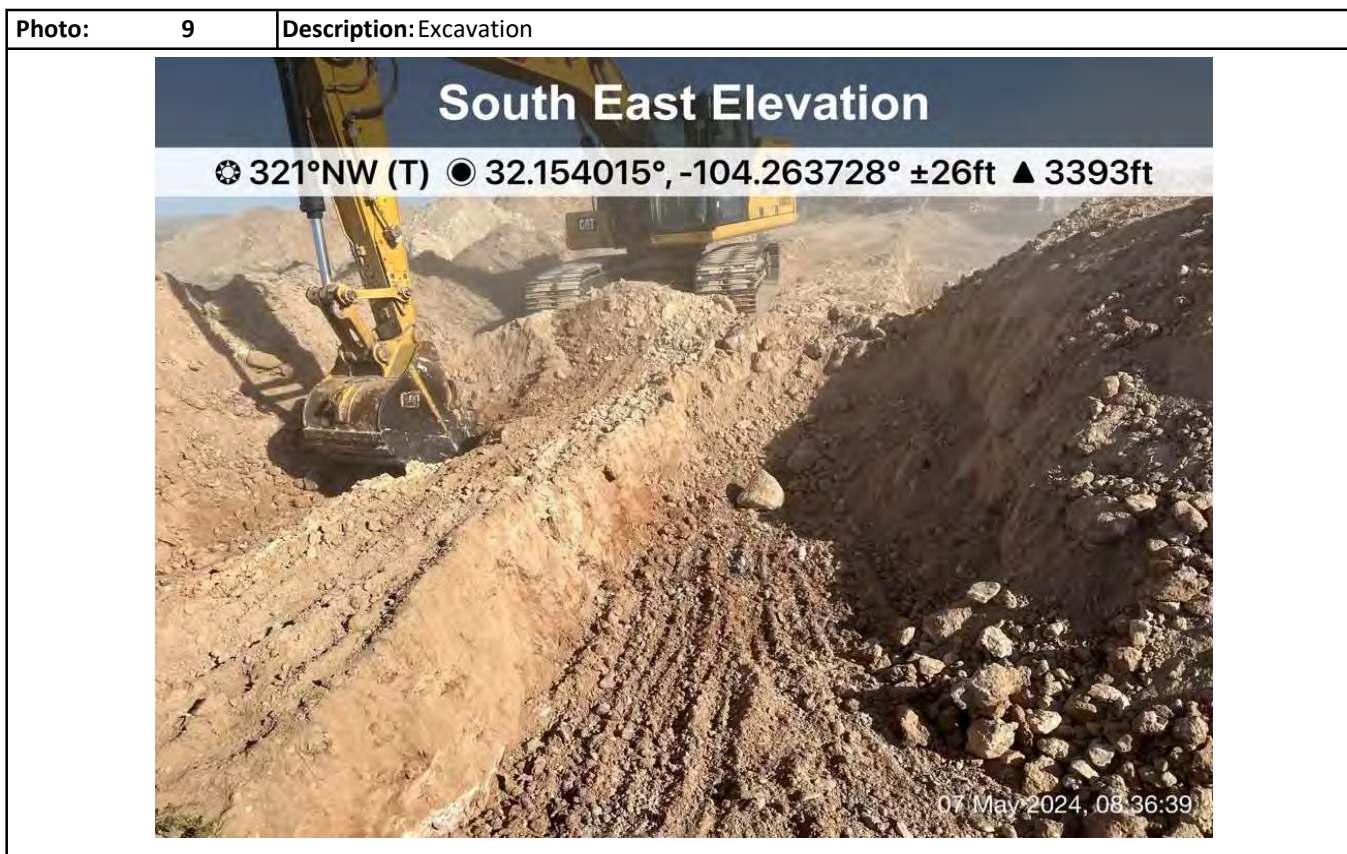 Photo: 9 Description: Excavation
South East Elevation
321°NW (T) 32.154015°, -104.263728° ±26ft ▲ 3393ft
CAT
CAT
07 May 2024, 08:36:39